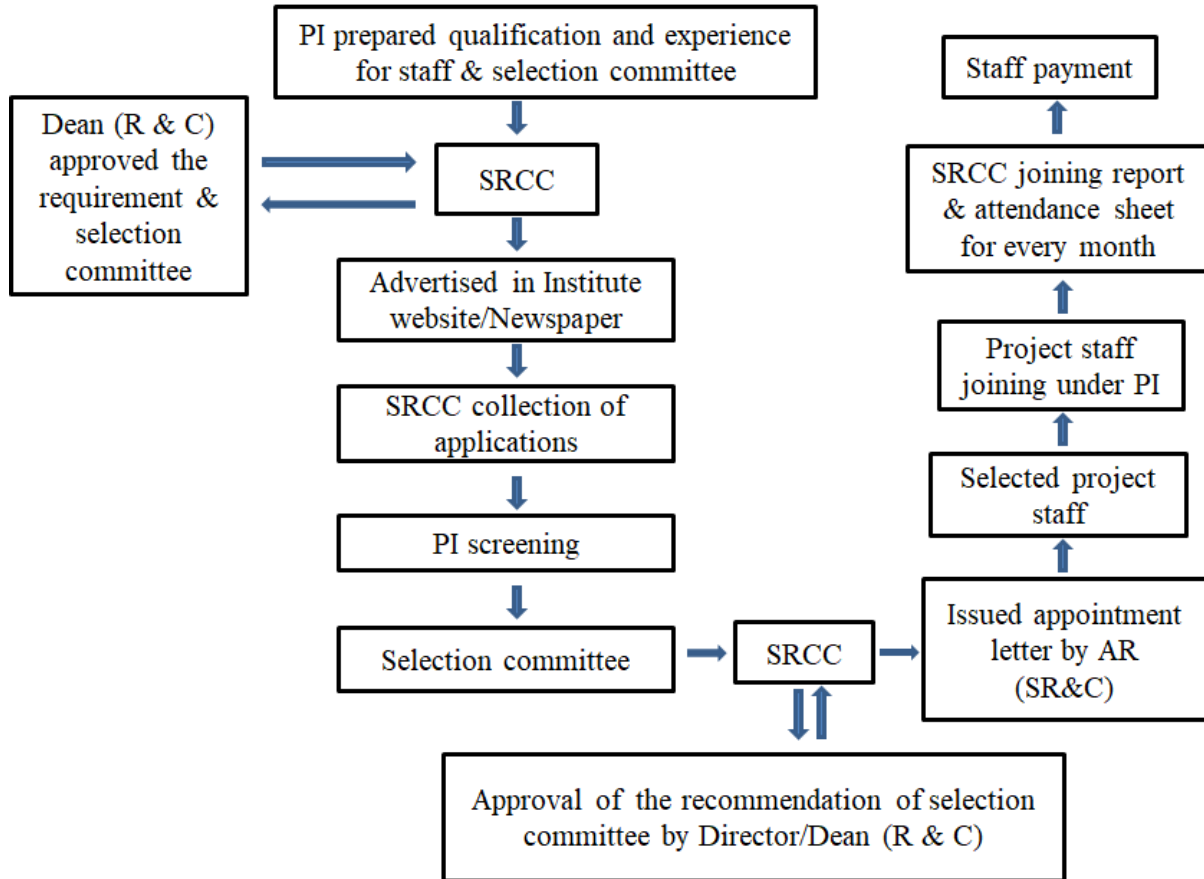 PI prepared qualification and experience
for staff & selection committee
Dean (R & C)
approved the
requirement &
selection
committee
SRCC
Advertised in Institute
website/Newspaper
SRCC collection of
applications
PI screening
Selection committee
SRCC
Approval of the recommendation of selection
committee by Director/Dean (R & C)
Issued appointment
letter by AR
(SR&C)
Selected project
staff
Project staff
joining under PI
SRCC joining report
& attendance sheet
for every month
Staff payment